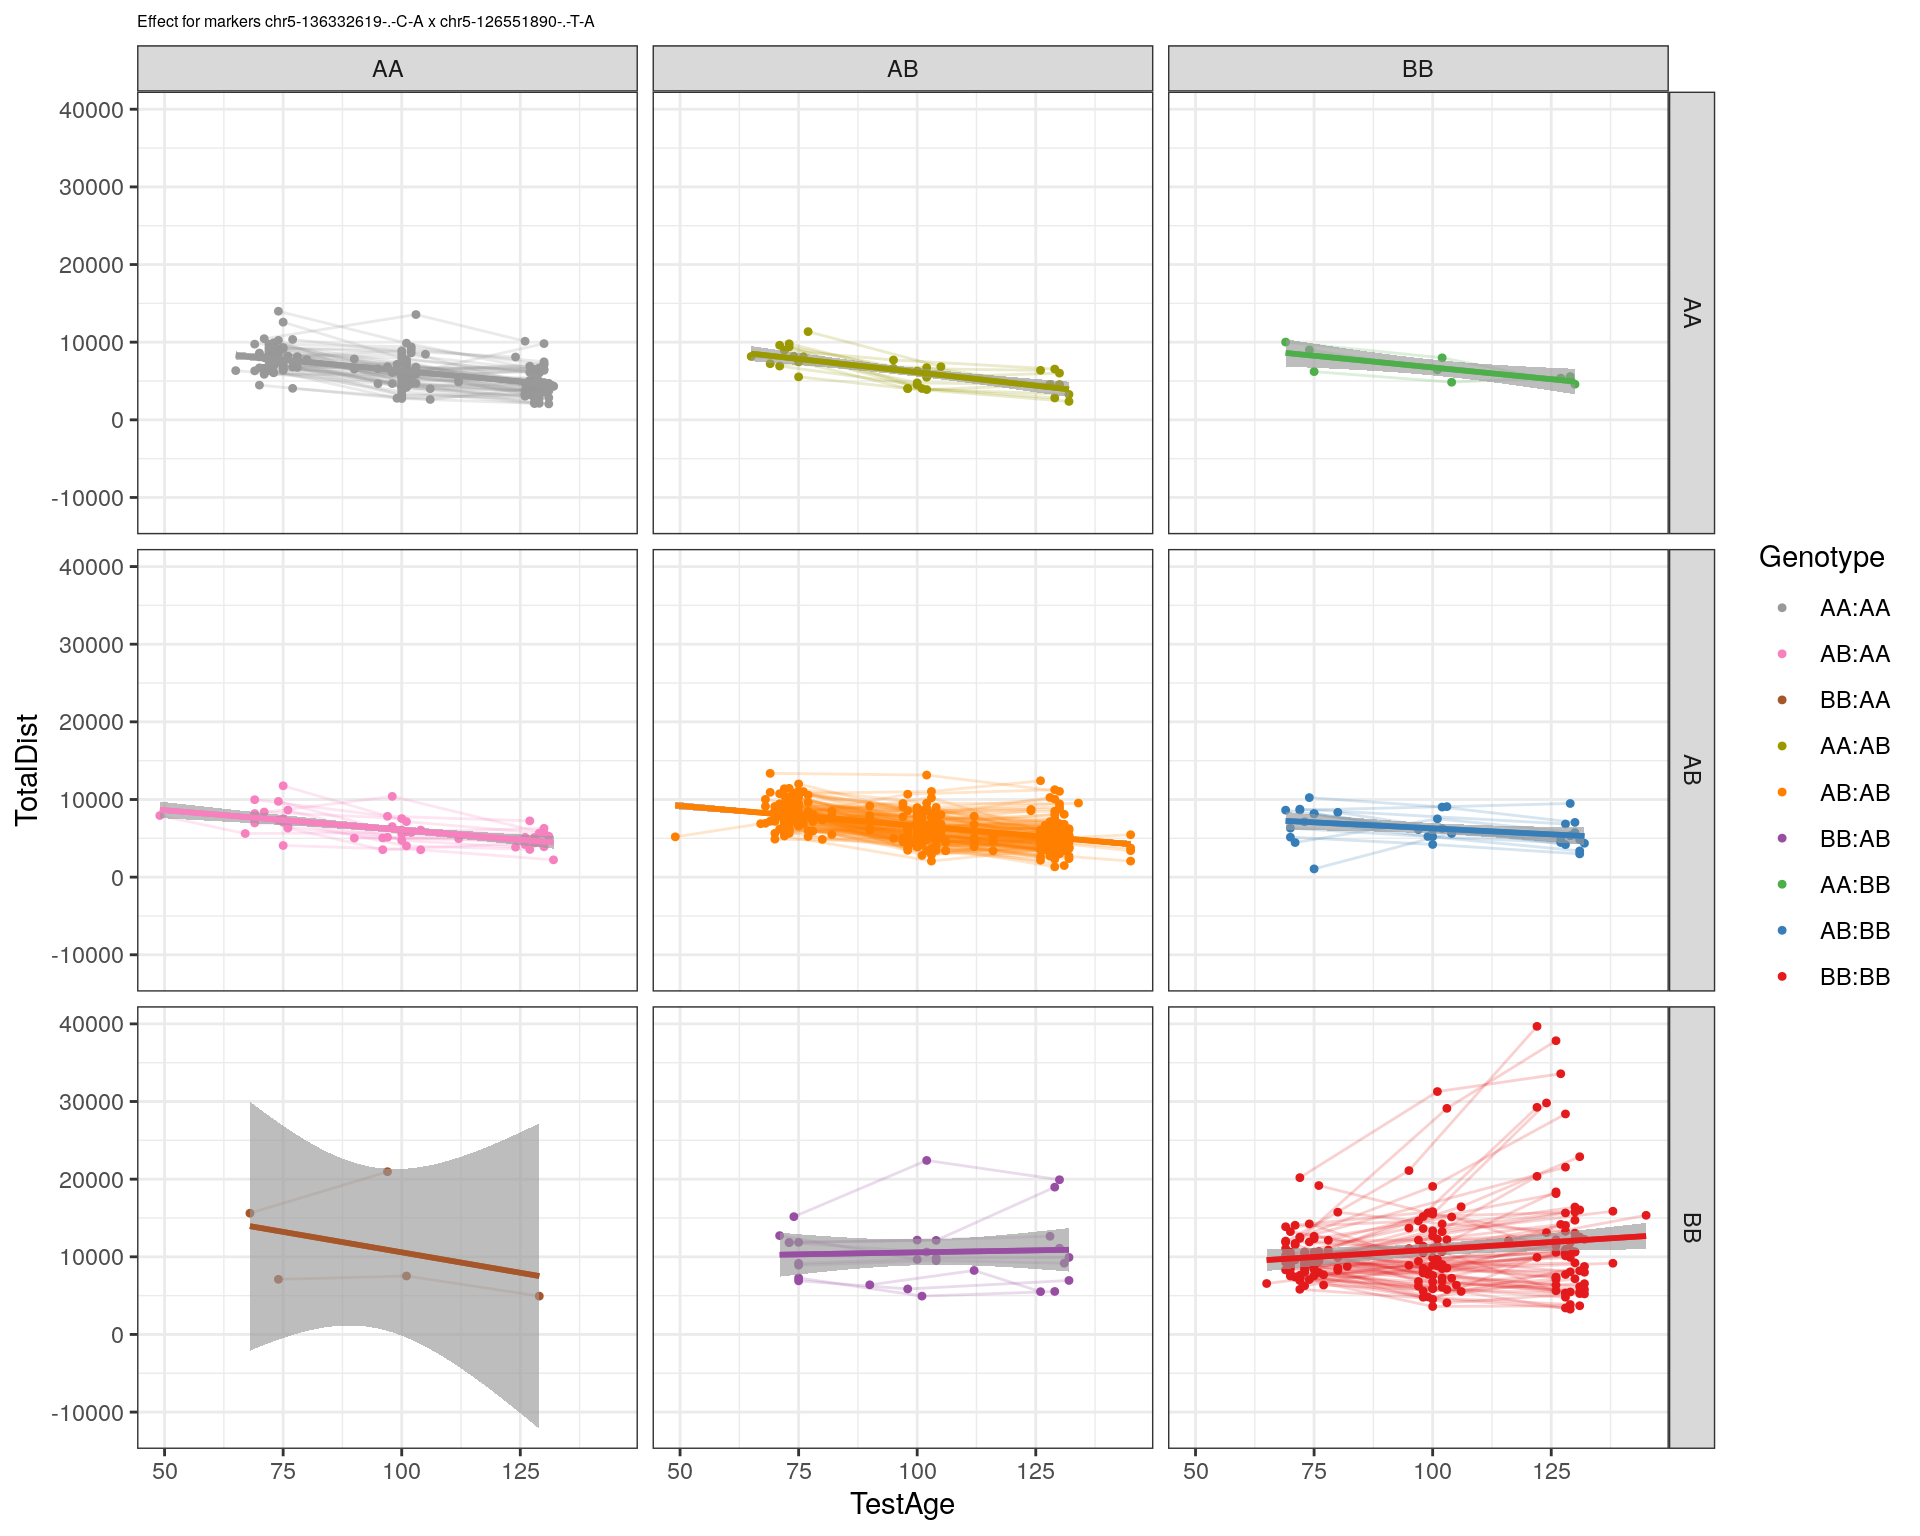 Effect for markers chr5-136332619-.-C-A x chr5-126551890-.-T-A
AA
AB
BB
40000
30000
20000
10000
0
-10000
AA
40000
30000
20000
10000
0
-10000
AB
40000
30000
20000
10000
0
-10000
BB
50
75
100
125
50
75
100
125
50
75
100
125
TestAge
TotalDist
Genotype
AA:AA
AB:AA
BB:AA
AA:AB
AB:AB
BB:AB
AA:BB
AB:BB
BB:BB